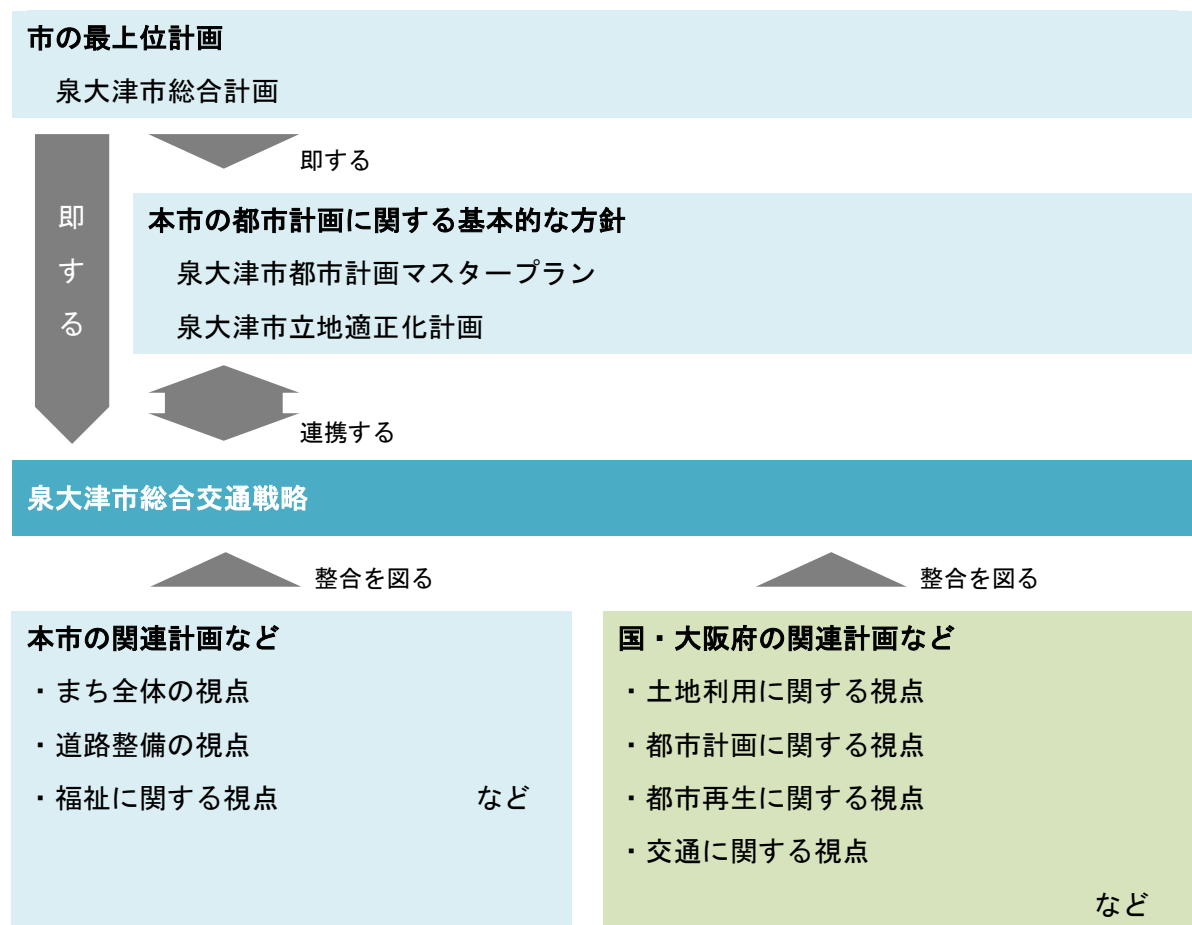 市の最上位計画
泉大津市総合計画
即する
即する
本市の都市計画に関する基本的な方針
泉大津市都市計画マスタープラン
泉大津市立地適正化計画
連携する
泉大津市総合交通戦略
整合を図る
整合を図る
本市の関連計画など
・まち全体の視点
・道路整備の視点
・福祉に関する視点 など
国・大阪府の関連計画など
・土地利用に関する視点
・都市計画に関する視点
・都市再生に関する視点
・交通に関する視点
など